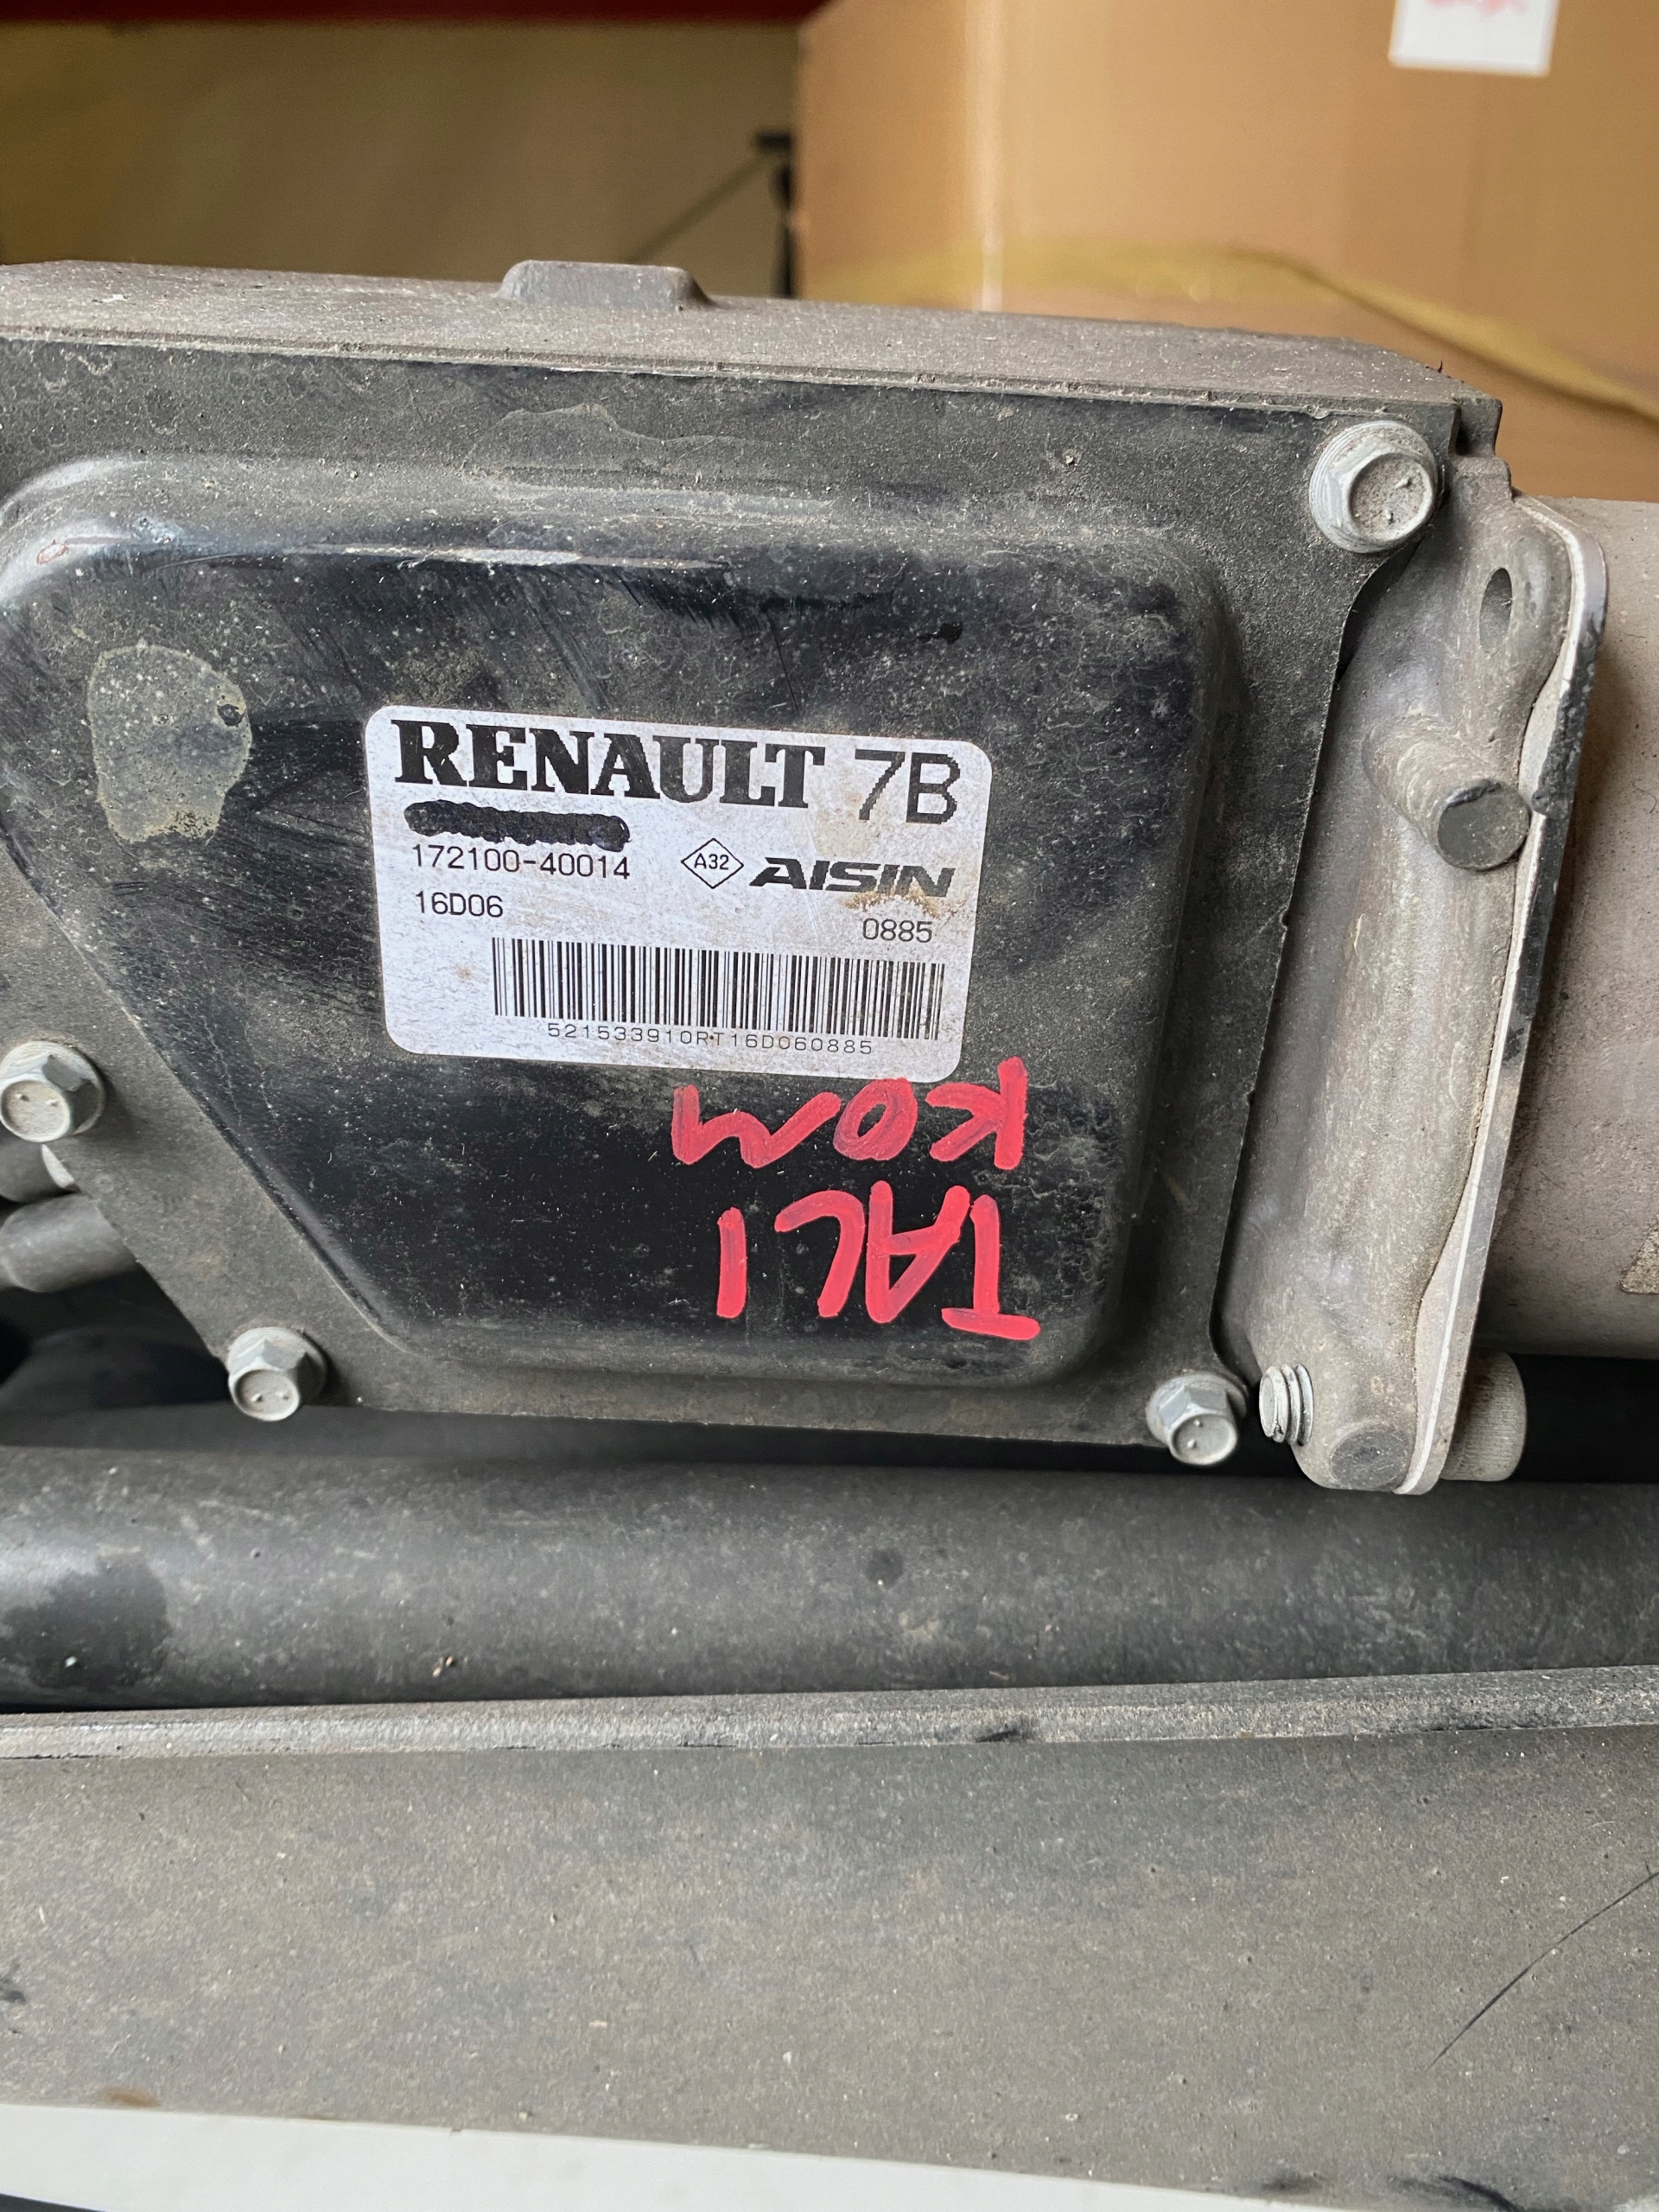 RENAULT 7B
172100-40014 A32 AISIN
16D06
0885
521533910RT16D060885
TALI
KOM